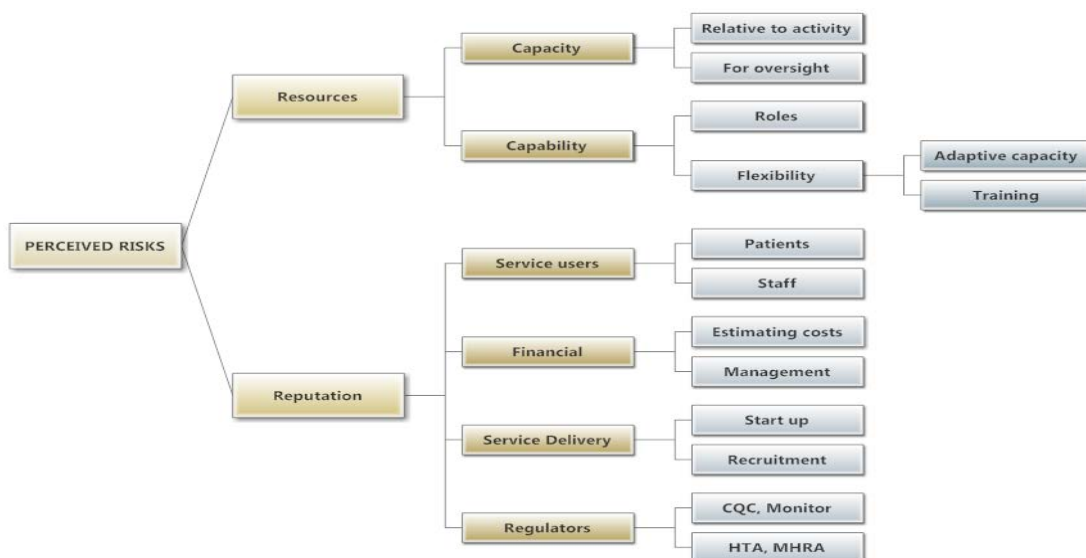 PERCEIVED RISKS
Resources
Capacity
Relative to activity
For oversight
Capability
Roles
Flexibility
Adaptive capacity
Training
Reputation
Service users
Patients
Staff
Financial
Estimating costs
Management
Service Delivery
Start up
Recruitment
Regulators
CQC, Monitor
HTA, MHRA